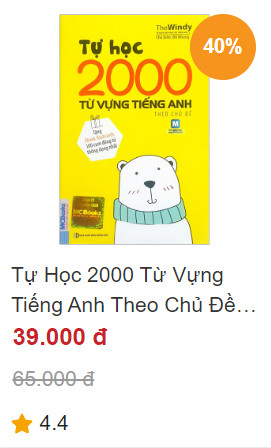 TheWindy
40%
Tự học
2000
TỪ VỰNG TIẾNG ANH
THEO CHỦ ĐỀ
Tặng
MCBooks
Tự Học 2000 Từ Vựng
Tiếng Anh Theo Chủ Đề…
39.000 đ
65.000 đ
4.4